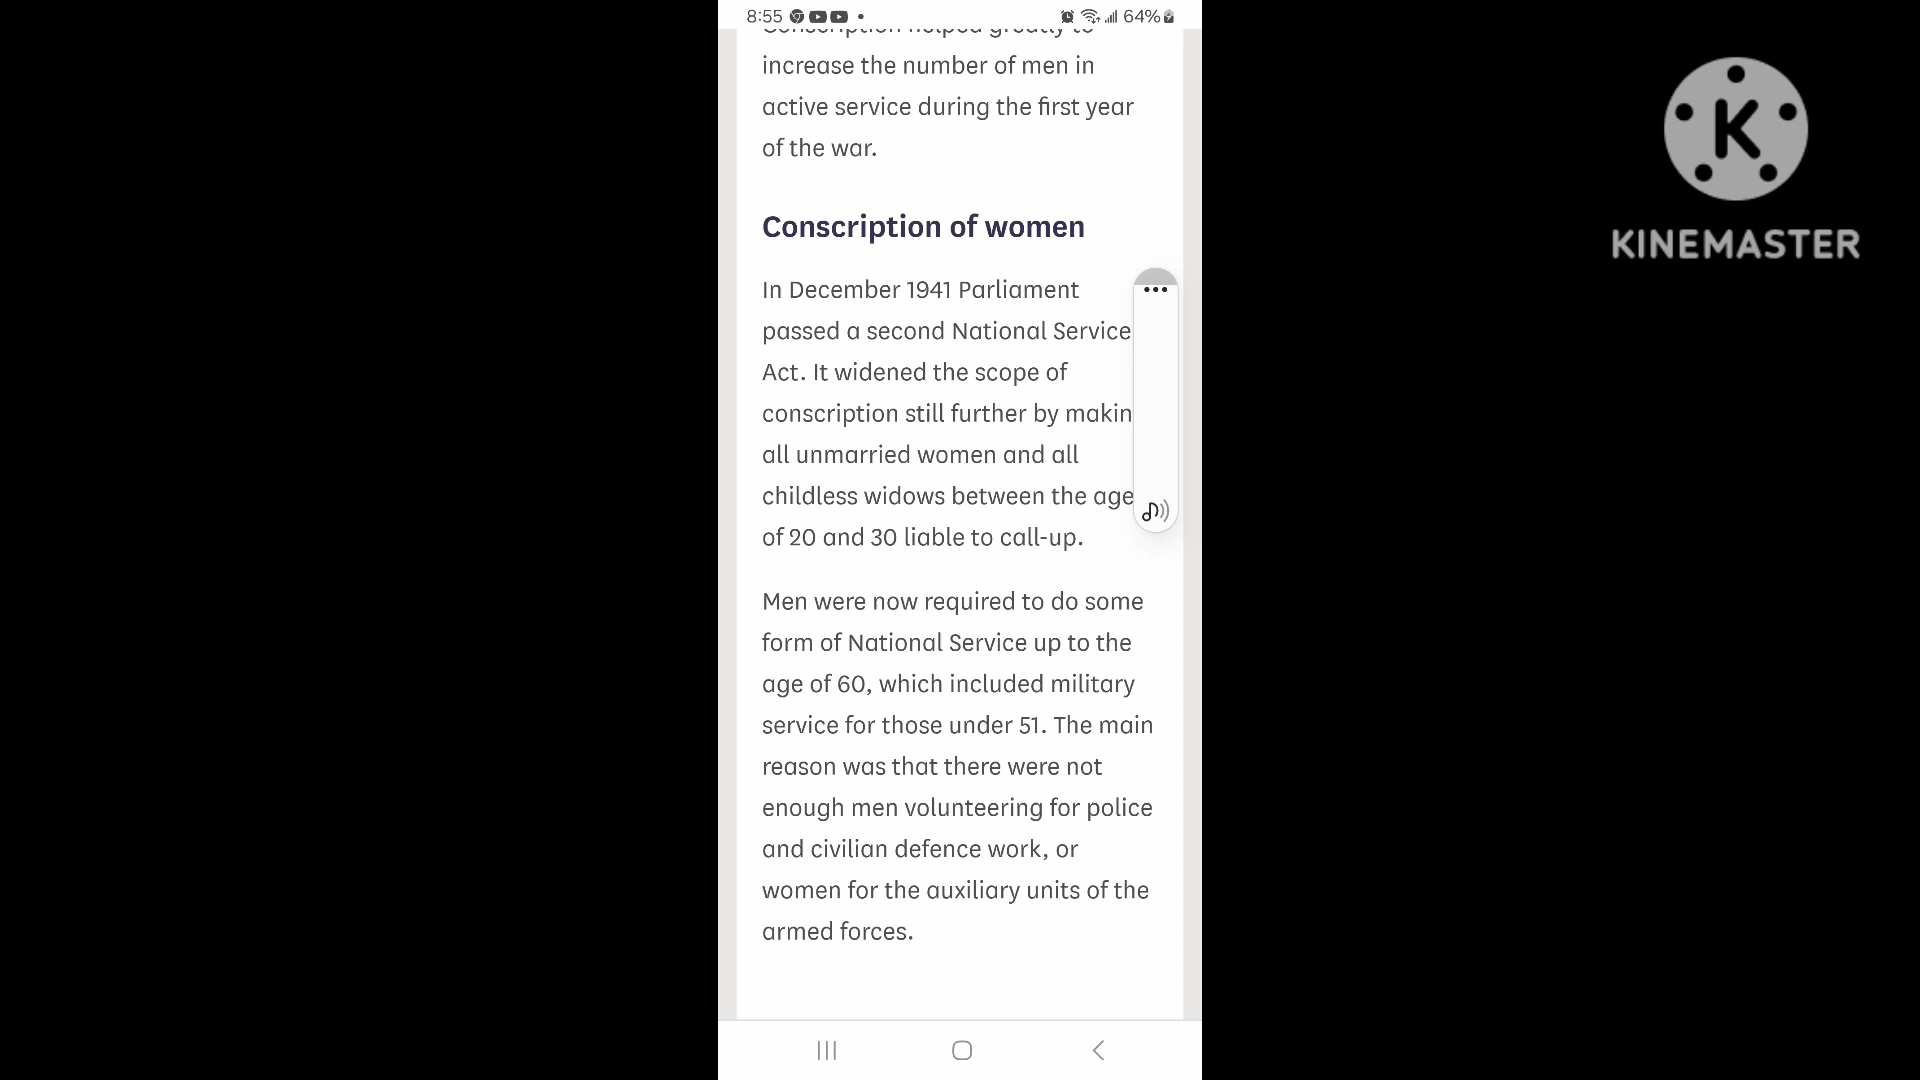 8:55
64%
Conscription helped greatly to
increase the number of men in
active service during the first year
of the war.
Conscription of women
In December 1941 Parliament
passed a second National Service
Act. It widened the scope of
conscription still further by makin
all unmarried women and all
childless widows between the age
of 20 and 30 liable to call-up.
Men were now required to do some
form of National Service up to the
age of 60, which included military
service for those under 51. The main
reason was that there were not
enough men volunteering for police
and civilian defence work, or
women for the auxiliary units of the
armed forces.
K
KINEMASTER